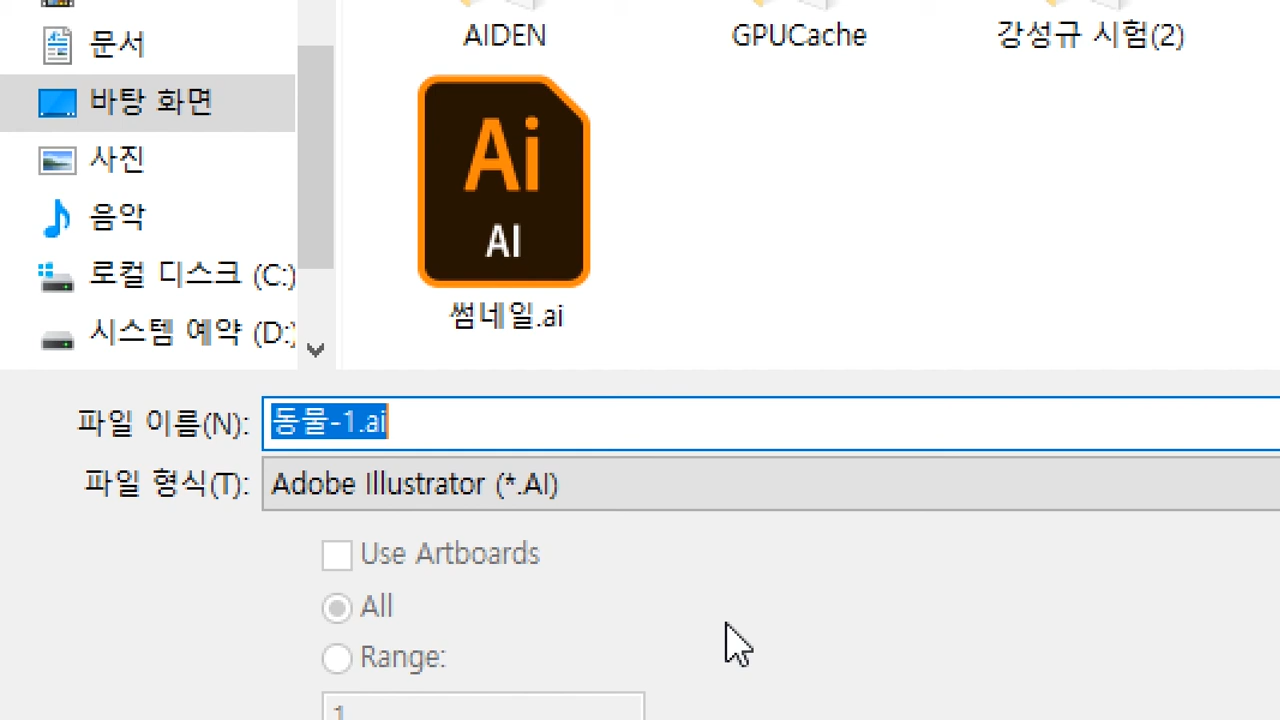 AIDEN
GPUCache
강성규 시험(2)
문서
바탕 화면
사진
음악
로컬 디스크 (C:)
시스템 예약 (D:)
Ai
AI
썸네일.ai
파일 이름(N):
동물-1.ai
파일 형식(T):
Adobe Illustrator (*.AI)
Use Artboards
All
Range:
1